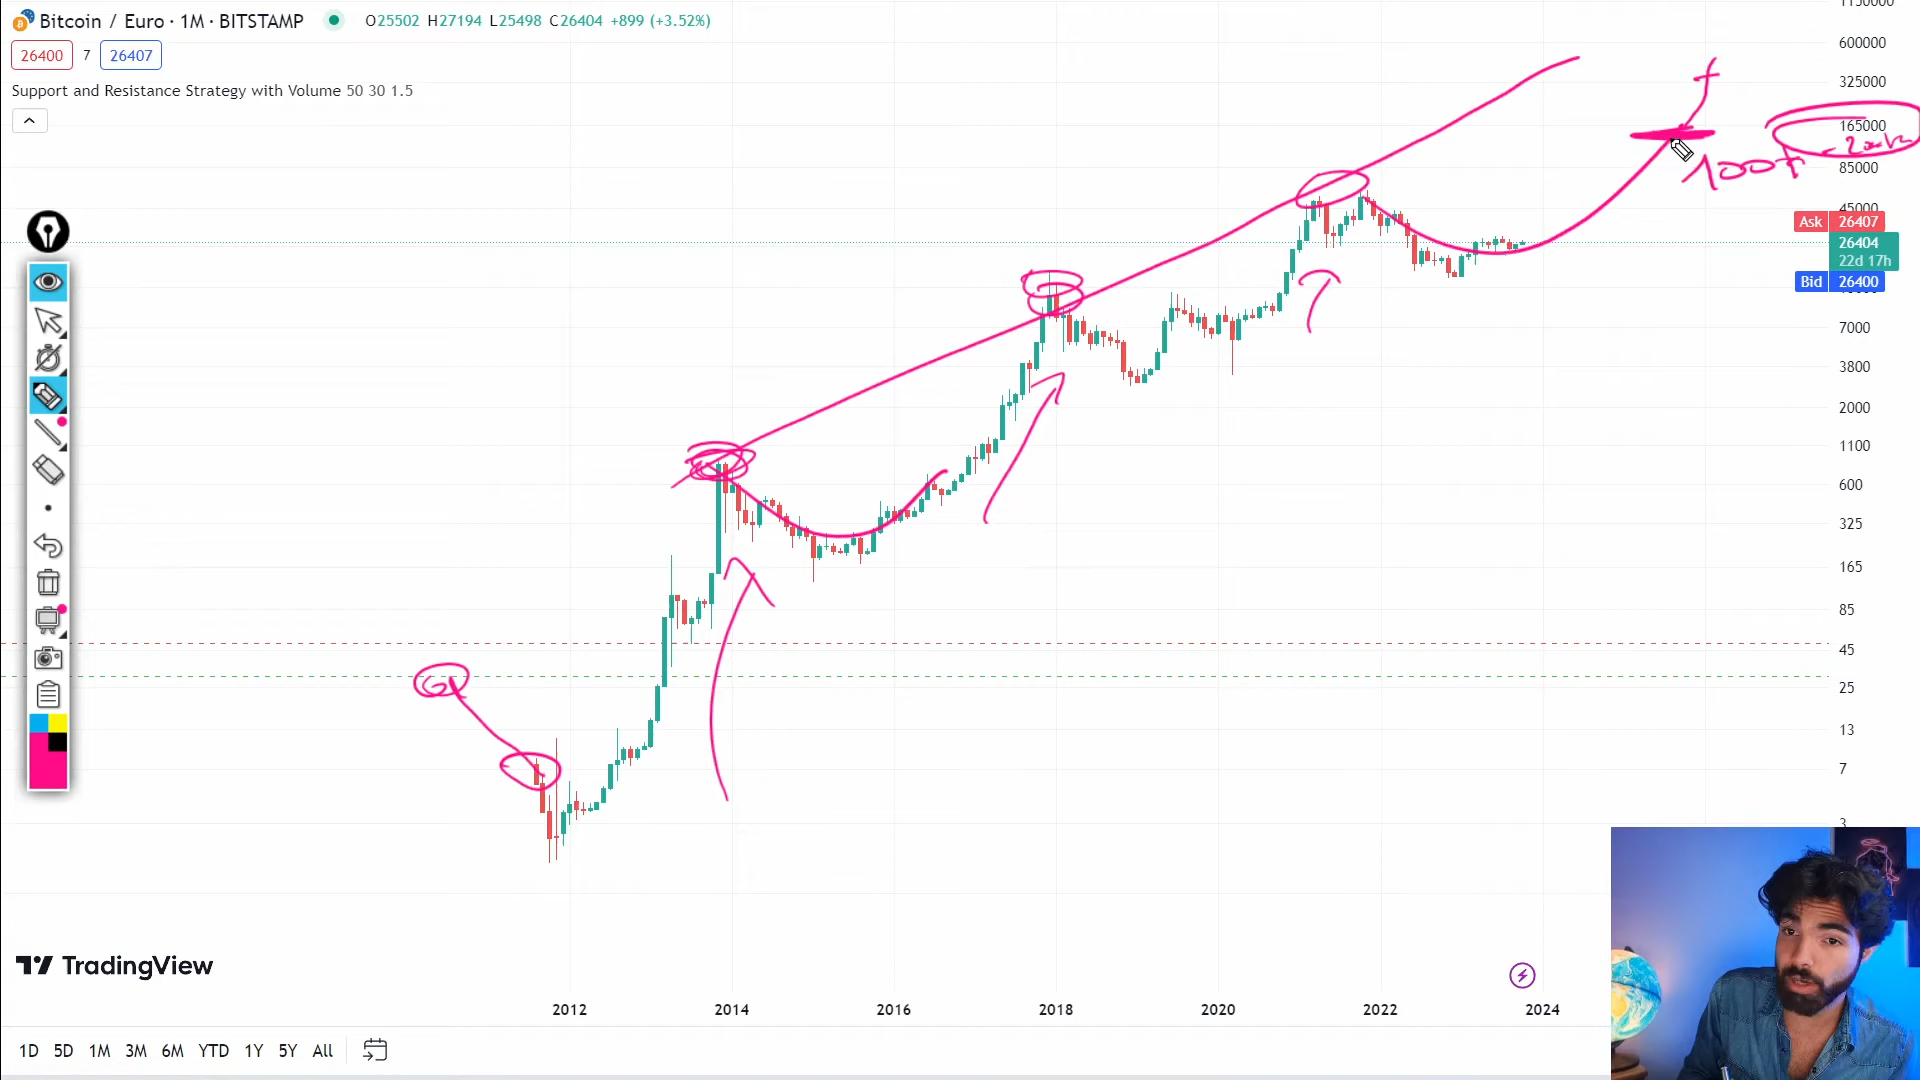 Bitcoin / Euro · 1M · BITSTAMP O25502 H27194 L25498 C26404 +899 (+3.52%)
26400 7 26407
Support and Resistance Strategy with Volume 50 30 1.5
600000
325000
165000
100T
85000
45000
Ask 26407
26404
22d 17h
Bid 26400
7000
3800
2000
1100
600
325
165
85
45
25
13
7
3
TradingView
2012 2014 2016 2018 2020 2022 2024
1D 5D 1M 3M 6M YTD 1Y 5Y All